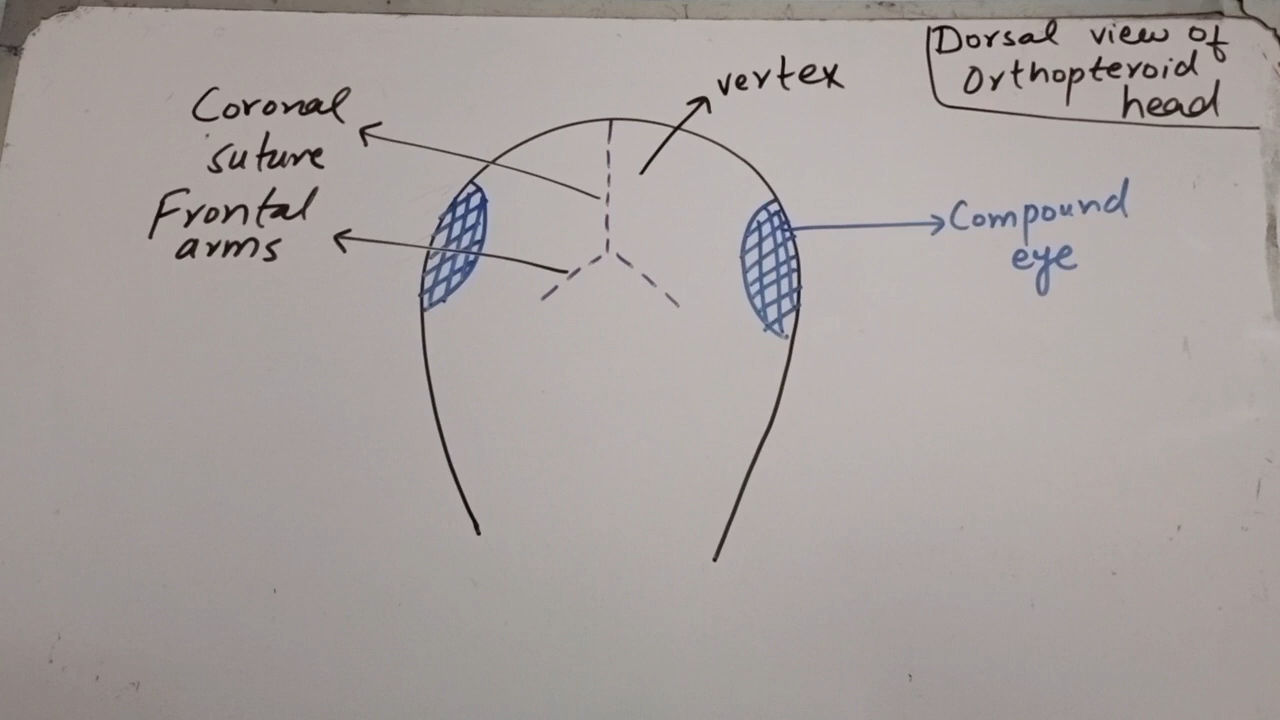 Dorsal view of
Orthopteroid
head
vertex
Coronal
suture
Frontal
arms
Compound
eye